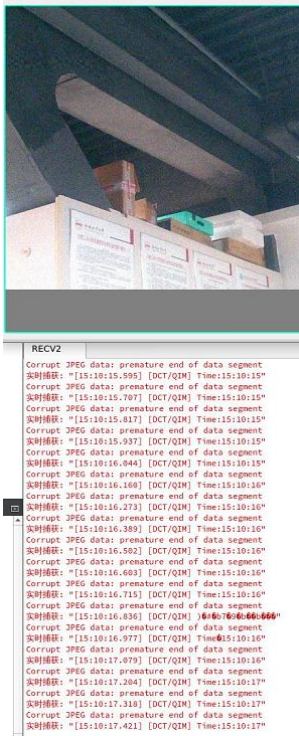 RECV2
Corrupt JPEG data: premature end of data segment
实时捕获: "[15:10:15.595] [DCT/QIM] Time:15:10:15"
Corrupt JPEG data: premature end of data segment
实时捕获: "[15:10:15.707] [DCT/QIM] Time:15:10:15"
Corrupt JPEG data: premature end of data segment
实时捕获: "[15:10:15.817] [DCT/QIM] Time:15:10:15"
Corrupt JPEG data: premature end of data segment
实时捕获: "[15:10:15.937] [DCT/QIM] Time:15:10:15"
Corrupt JPEG data: premature end of data segment
实时捕获: "[15:10:16.044] [DCT/QIM] Time:15:10:15"
Corrupt JPEG data: premature end of data segment
实时捕获: "[15:10:16.160] [DCT/QIM] Time:15:10:16"
Corrupt JPEG data: premature end of data segment
实时捕获: "[15:10:16.273] [DCT/QIM] Time:15:10:16"
Corrupt JPEG data: premature end of data segment
实时捕获: "[15:10:16.389] [DCT/QIM] Time:15:10:16"
Corrupt JPEG data: premature end of data segment
实时捕获: "[15:10:16.502] [DCT/QIM] Time:15:10:16"
Corrupt JPEG data: premature end of data segment
实时捕获: "[15:10:16.603] [DCT/QIM] Time:15:10:16"
Corrupt JPEG data: premature end of data segment
实时捕获: "[15:10:16.715] [DCT/QIM] Time:15:10:16"
Corrupt JPEG data: premature end of data segment
实时捕获: "[15:10:16.836] [DCT/QIM] )�#�b7�9�b��b���"
Corrupt JPEG data: premature end of data segment
实时捕获: "[15:10:16.977] [DCT/QIM] Time�15:10:16"
Corrupt JPEG data: premature end of data segment
实时捕获: "[15:10:17.079] [DCT/QIM] Time:15:10:16"
Corrupt JPEG data: premature end of data segment
实时捕获: "[15:10:17.204] [DCT/QIM] Time:15:10:17"
Corrupt JPEG data: premature end of data segment
实时捕获: "[15:10:17.318] [DCT/QIM] Time:15:10:17"
Corrupt JPEG data: premature end of data segment
实时捕获: "[15:10:17.421] [DCT/QIM] Time:15:10:17"